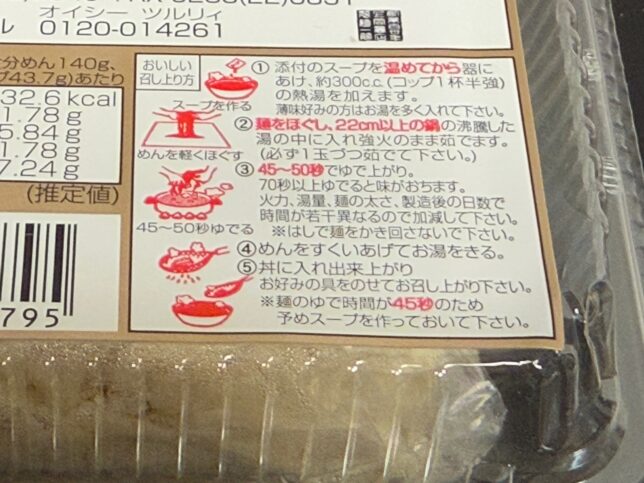 オイシー ツルリィ
0120-014261
分めん140g、
43.7g)あたり
32.6kcal
1.78g
5.84g
1.78g
7.24g
(推定値)
795
おいしい
召し上り方
スープを作る
めんを軽くほぐす
45〜50秒ゆでる
① 添付のスープを温めてから器に
あけ、約300c.c.(コップ1杯半強)
の熱湯を加えます。
薄味好みの方はお湯を多く入れて下さい。
② 麺をほぐし、22cm以上の鍋の沸騰した
湯の中に入れ強火のまま茹でます。
(必ず1玉づつ茹でて下さい。)
③ 45〜50秒でゆで上がり。
70秒以上ゆでると味がおちます。
火力、湯量、麺の太さ、製造後の日数で
時間が若干異なるので加減して下さい。
※はしで麺をかき回さないで下さい。
④めんをすくいあげてお湯をきる。
⑤丼に入れ出来上がり
お好みの具をのせてお召し上がり下さい。
※麺のゆで時間が45秒のため
予めスープを作っておいて下さい。